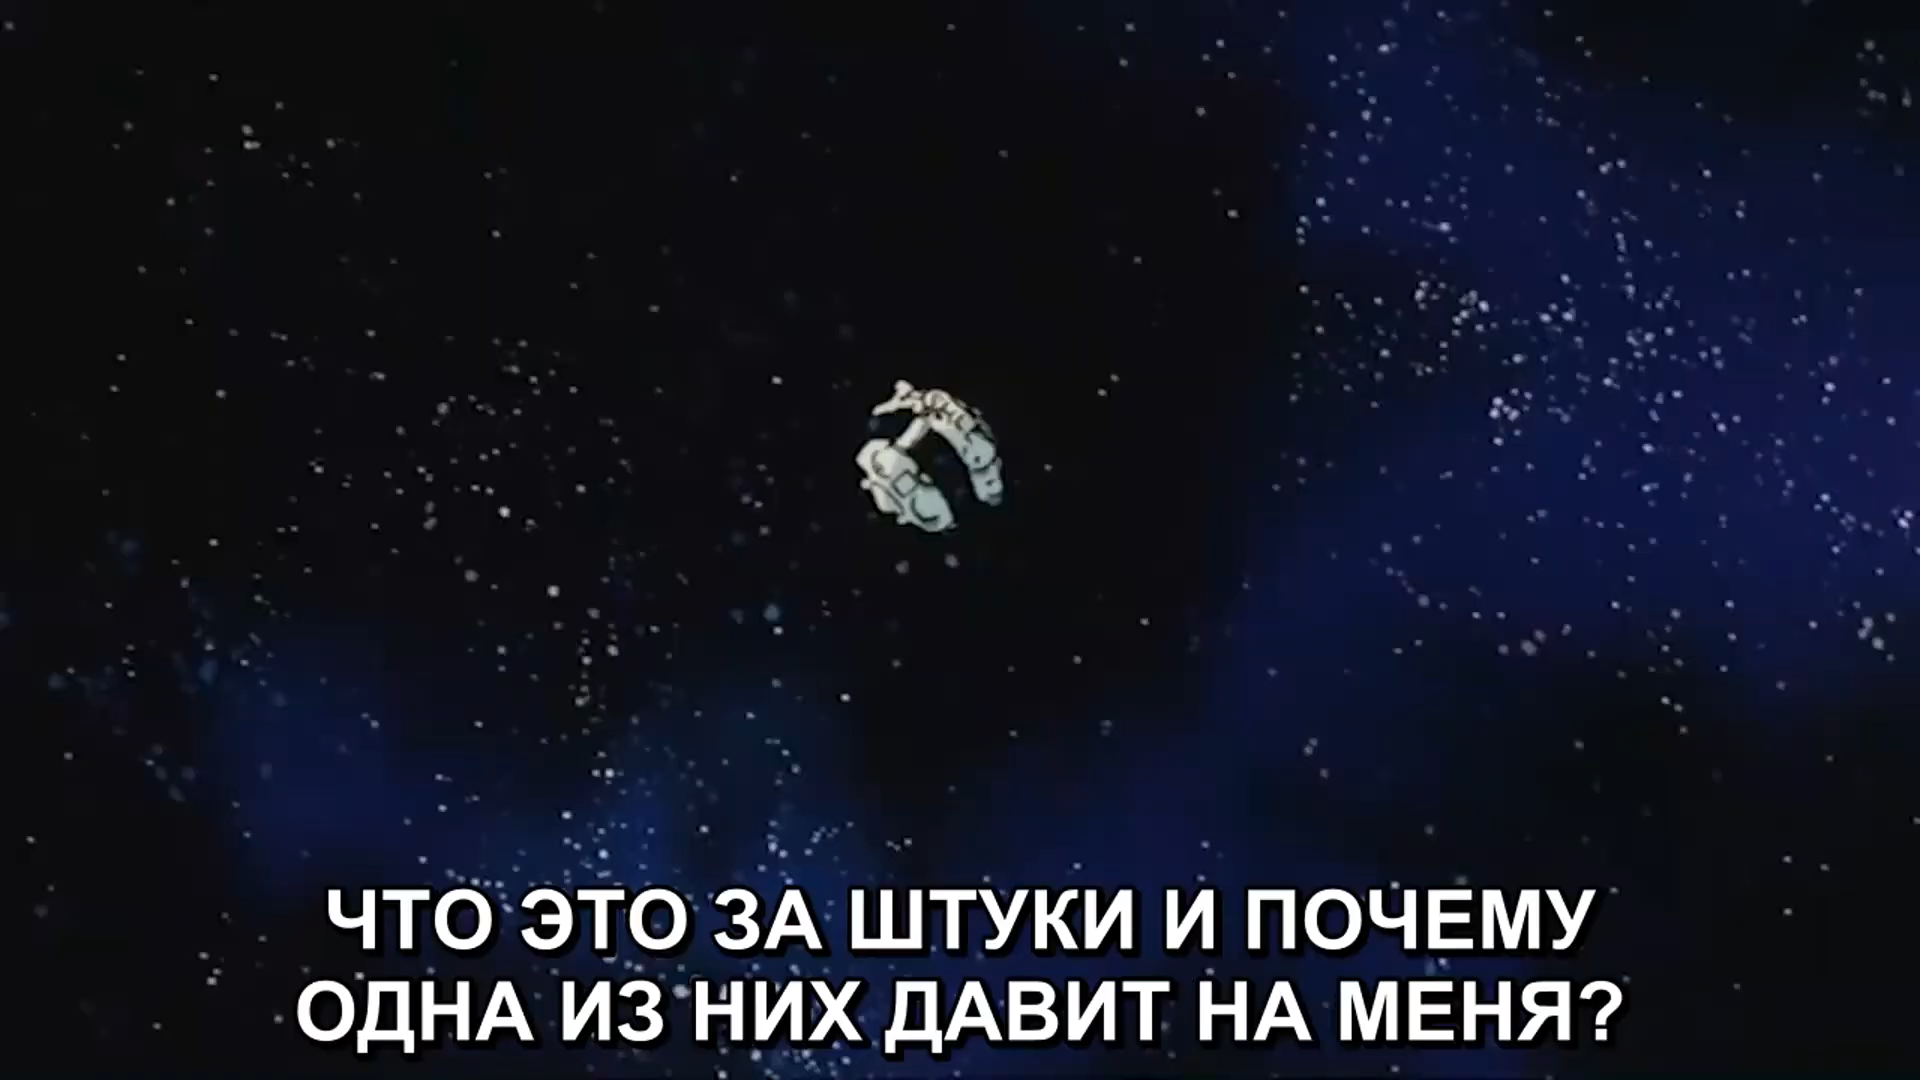 ЧТО ЭТО ЗА ШТУКИ И ПОЧЕМУ
ОДНА ИЗ НИХ ДАВИТ НА МЕНЯ?